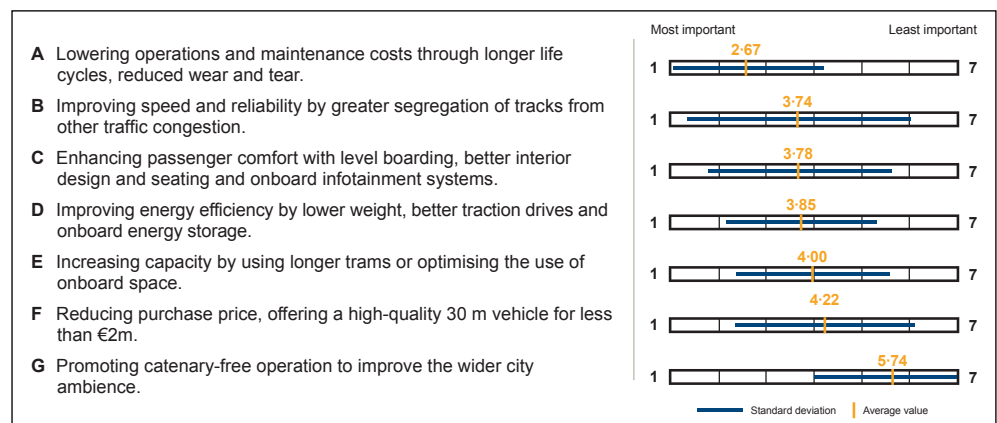 Most important Least important
A Lowering operations and maintenance costs through longer life
cycles, reduced wear and tear.
2·67
1 7
B Improving speed and reliability by greater segregation of tracks from
other traffic congestion.
3·74
1 7
C Enhancing passenger comfort with level boarding, better interior
design and seating and onboard infotainment systems.
3·78
1 7
D Improving energy efficiency by lower weight, better traction drives and
onboard energy storage.
3·85
1 7
E Increasing capacity by using longer trams or optimising the use of
onboard space.
4·00
1 7
F Reducing purchase price, offering a high-quality 30 m vehicle for less
than €2m.
4·22
1 7
G Promoting catenary-free operation to improve the wider city
ambience.
5·74
1 7
Standard deviation Average value